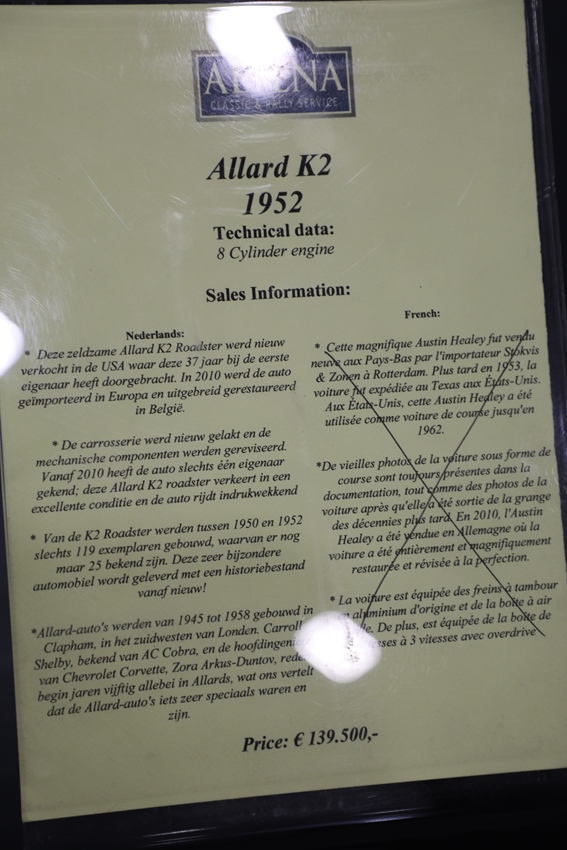 CLASSIC & RALLY SERVICE
Allard K2
1952
Technical data:
8 Cylinder engine
Sales Information:
Nederlands:
* Deze zeldzame Allard K2 Roadster werd nieuw
verkocht in de USA waar deze 37 jaar bij de eerste
eigenaar heeft doorgebracht. In 2010 werd de auto
geïmporteerd in Europa en uitgebreid gerestaureerd
in België.
* De carrosserie werd nieuw gelakt en de
mechanische componenten werden gereviseerd.
Vanaf 2010 heeft de auto slechts één eigenaar
gekend; deze Allard K2 roadster verkeert in een
excellente conditie en de auto rijdt indrukwekkend
* Van de K2 Roadster werden tussen 1950 en 1952
slechts 119 exemplaren gebouwd, waarvan er nog
maar 25 bekend zijn. Deze zeer bijzondere
automobiel wordt geleverd met een historiebestand
vanaf nieuw!
*Allard-auto's werden van 1945 tot 1958 gebouwd in
Clapham, in het zuidwesten van Londen. Carroll
Shelby, bekend van AC Cobra, en de
van Chevrolet Corvette, Zora Arkus-Duntov,
begin jaren vijftig allebei in Allards, wat ons vertelt
dat de Allard-auto's iets zeer speciaals waren en
zijn.
French:
* Cette magnifique Austin Healey fut vendu
neuve aux Pays-Bas par l'importateur Stokvis
& Zonen à Rotterdam. Plus tard en 1953, la
voiture fut expédiée au Texas aux États-Unis.
Aux États-Unis, cette Austin Healey a été
utilisée comme voiture de course jusqu'en
1962.
*De vieilles photos de la voiture sous forme de
course sont toujours présentes dans la
documentation, tout comme des photos de la
voiture après qu'elle a été sortie de la grange
des décennies plus tard. En 2010, l'Austin
Healey a été vendue en Allemagne où la
voiture a été entièrement et magnifiquement
restaurée et révisée à la perfection.
* La voiture est équipée des freins à tambour
aluminium d'origine et de la boîte à air
De plus, est équipée de la boîte de
à 3 vitesses avec overdrive
Price: € 139.500,-